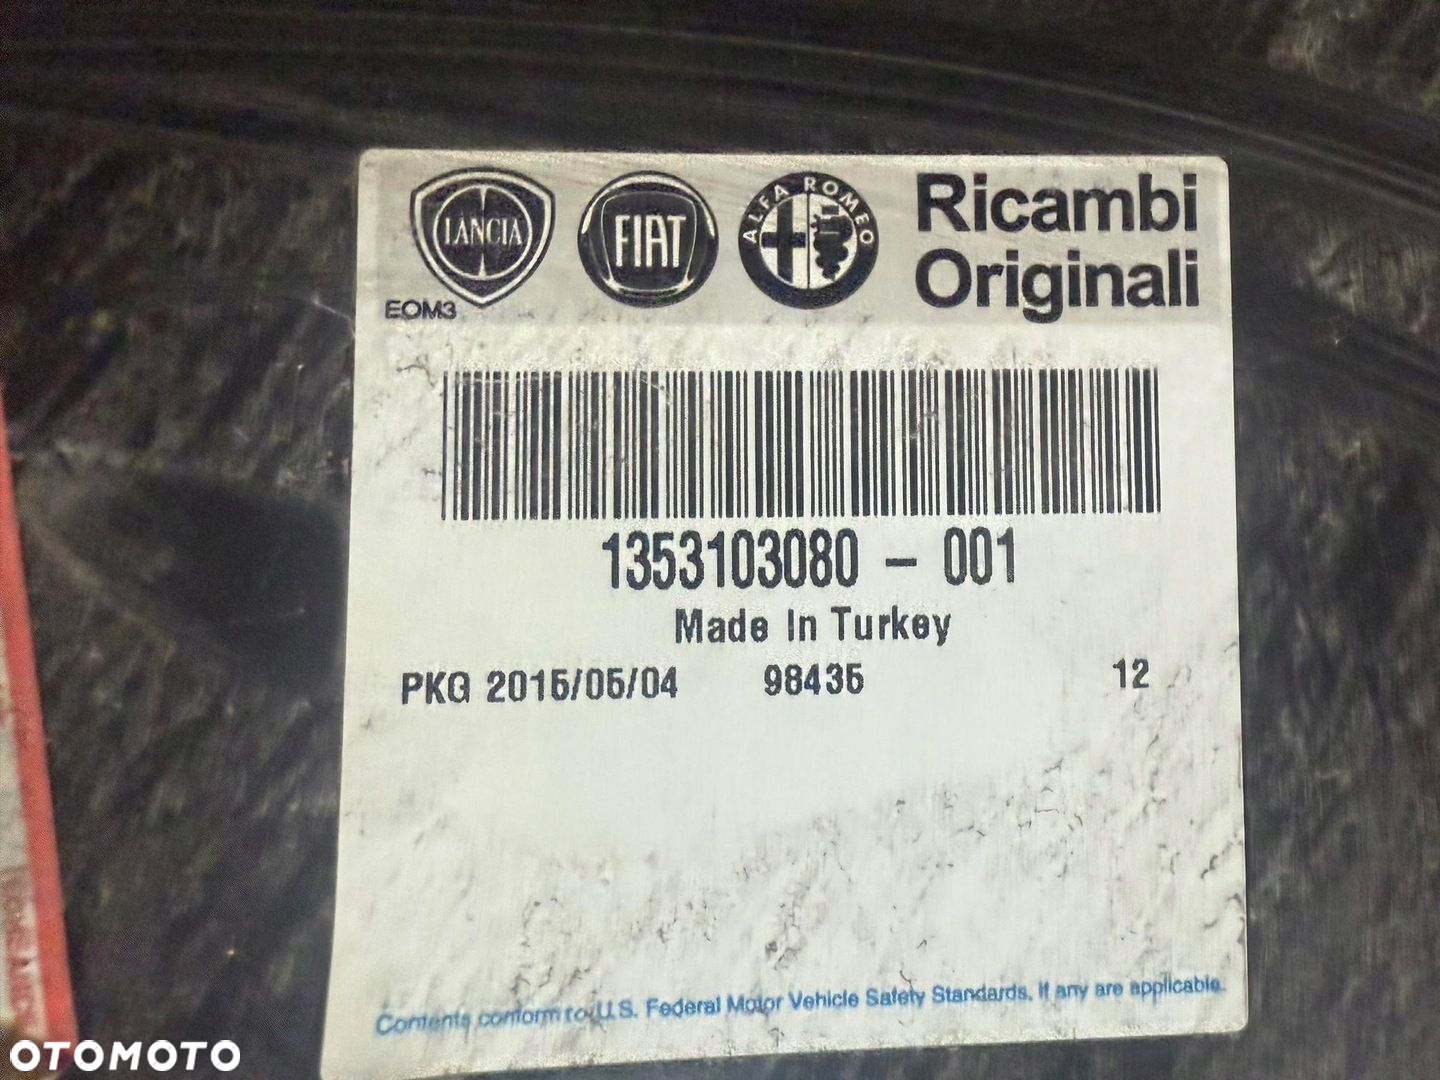 LANCIA
FIAT
ALFA ROMEO
Ricambi
Originali
EOM3
1353103080 - 001
Made In Turkey
PKG 2015/05/04 98435 12
Contents conform to U.S. Federal Motor Vehicle Safety Standards, if any are applicable.
OTOMOTO